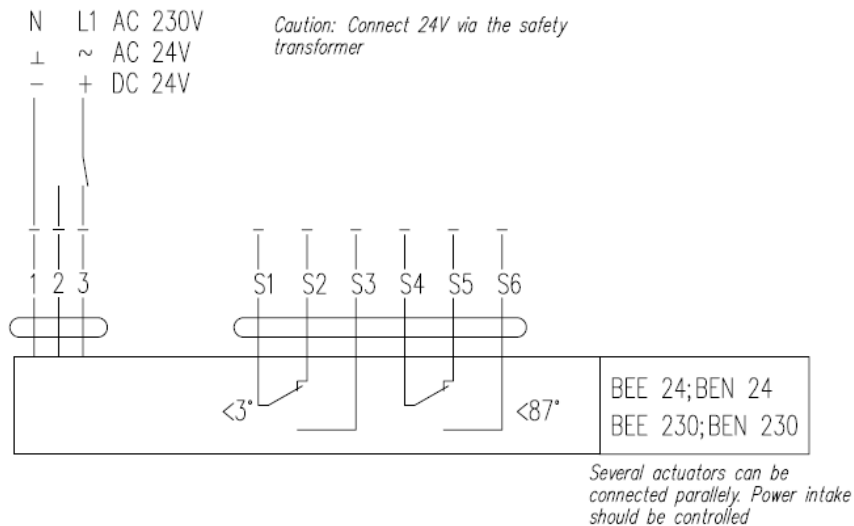 N L1 AC 230V
⊥ ~ AC 24V
− + DC 24V
Caution: Connect 24V via the safety
transformer
1 2 3 S1 S2 S3 S4 S5 S6
<3° <87°
BEE 24;BEN 24
BEE 230;BEN 230
Several actuators can be
connected parallely. Power intake
should be controlled